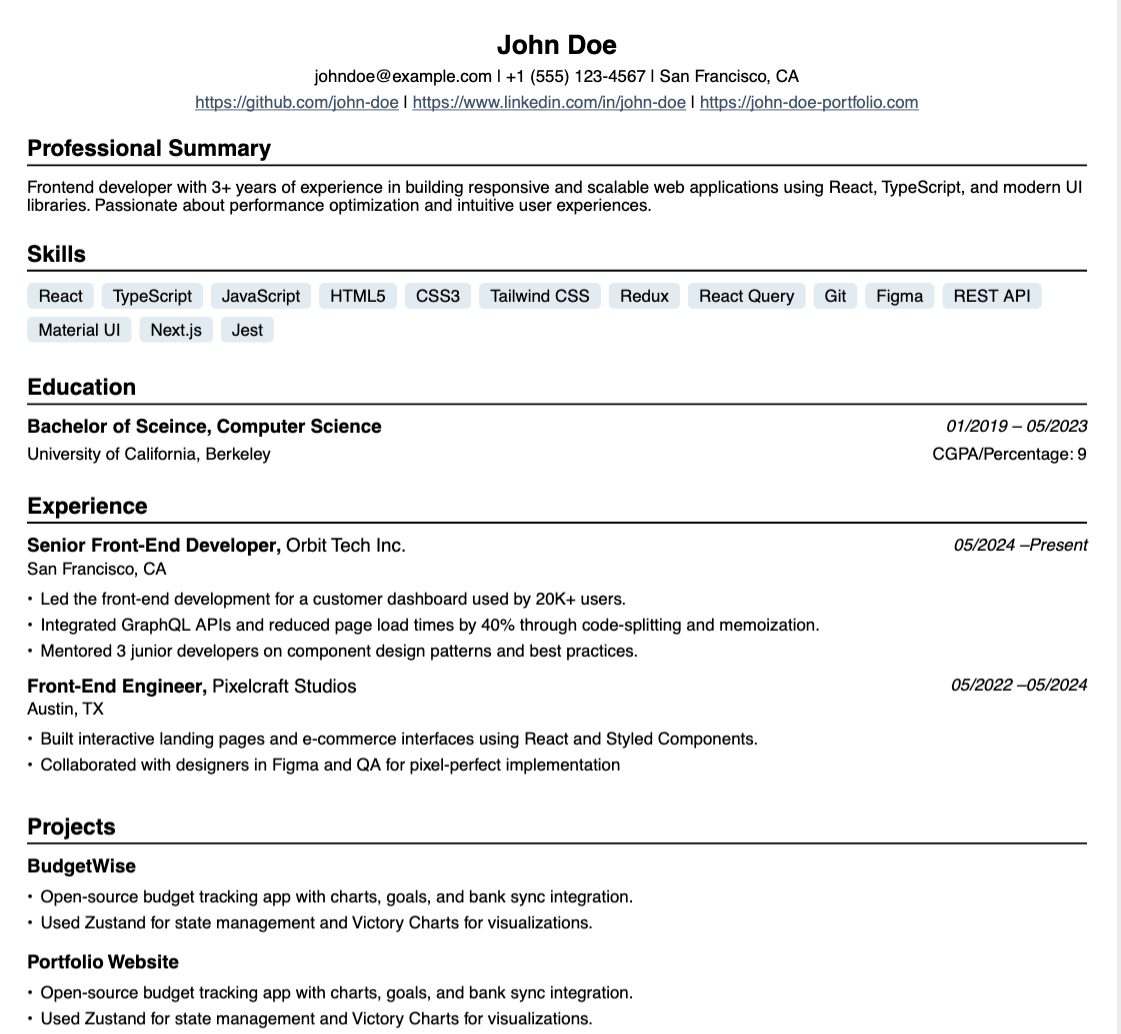 John Doe
johndoe@example.com | +1 (555) 123-4567 | San Francisco, CA
https://github.com/john-doe | https://www.linkedin.com/in/john-doe | https://john-doe-portfolio.com
Professional Summary
Frontend developer with 3+ years of experience in building responsive and scalable web applications using React, TypeScript, and modern UI
libraries. Passionate about performance optimization and intuitive user experiences.
Skills
React TypeScript JavaScript HTML5 CSS3 Tailwind CSS Redux React Query Git Figma REST API
Material UI Next.js Jest
Education
Bachelor of Sceince, Computer Science 01/2019 – 05/2023
University of California, Berkeley CGPA/Percentage: 9
Experience
Senior Front-End Developer, Orbit Tech Inc. 05/2024 –Present
San Francisco, CA
• Led the front-end development for a customer dashboard used by 20K+ users.
• Integrated GraphQL APIs and reduced page load times by 40% through code-splitting and memoization.
• Mentored 3 junior developers on component design patterns and best practices.
Front-End Engineer, Pixelcraft Studios 05/2022 –05/2024
Austin, TX
• Built interactive landing pages and e-commerce interfaces using React and Styled Components.
• Collaborated with designers in Figma and QA for pixel-perfect implementation
Projects
BudgetWise
• Open-source budget tracking app with charts, goals, and bank sync integration.
• Used Zustand for state management and Victory Charts for visualizations.
Portfolio Website
• Open-source budget tracking app with charts, goals, and bank sync integration.
• Used Zustand for state management and Victory Charts for visualizations.